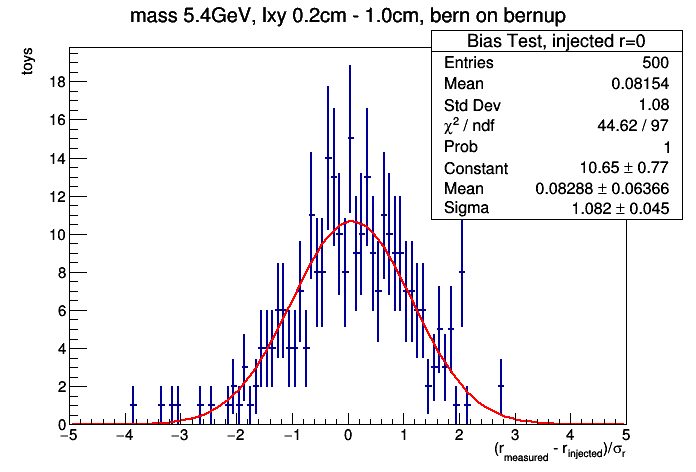 mass 5.4GeV, lxy 0.2cm - 1.0cm, bern on bernup
toys
Bias Test, injected r=0
Entries 500
Mean 0.08154
Std Dev 1.08
χ² / ndf 44.62 / 97
Prob 1
Constant 10.65 ± 0.77
Mean 0.08288 ± 0.06366
Sigma 1.082 ± 0.045
18
16
14
12
10
8
6
4
2
0
−5 −4 −3 −2 −1 0 1 2 3 4 5
(r_measured - r_injected)/σ_r